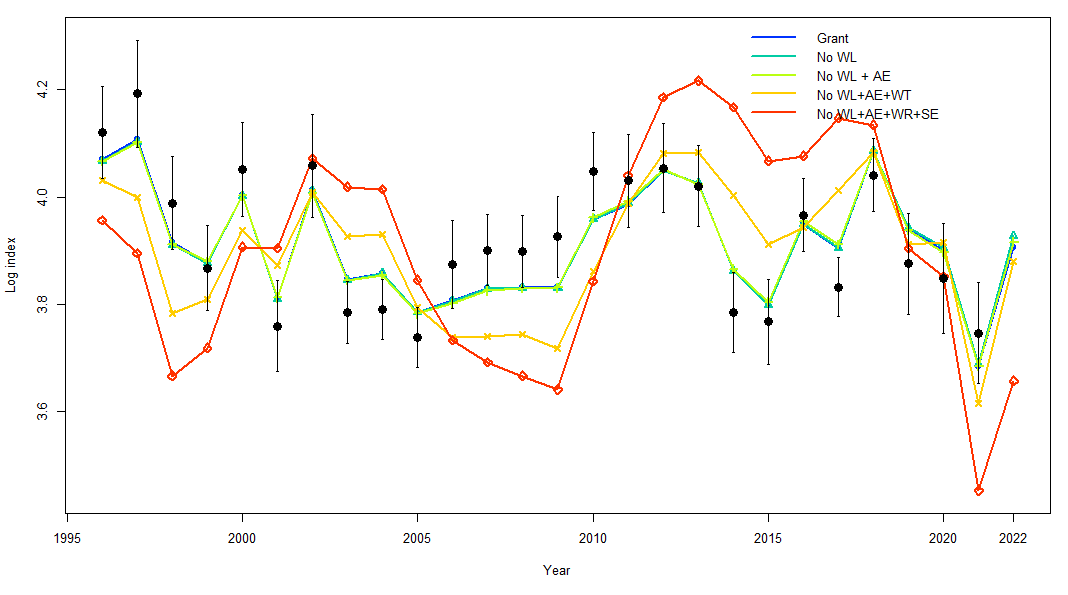 Grant
No WL
No WL + AE
No WL+AE+WT
No WL+AE+WR+SE
4.2
4.0
3.8
3.6
Log index
1995 2000 2005 2010 2015 2020 2022
Year